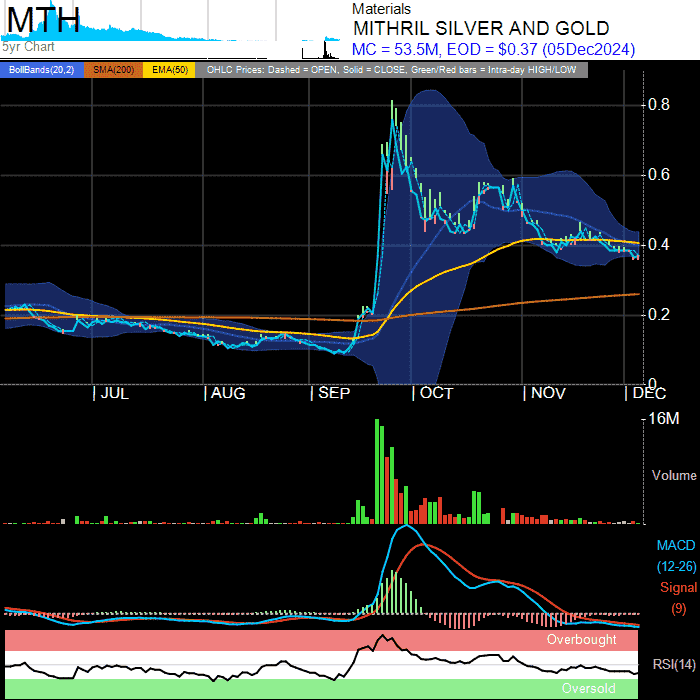 MTH
5yr Chart
Materials
MITHRIL SILVER AND GOLD
MC = 53.5M, EOD = $0.37 (05Dec2024)
BollBands(20,2) SMA(200) EMA(50) OHLC Prices: Dashed = OPEN, Solid = CLOSE, Green/Red bars = Intra-day HIGH/LOW
0.8
0.6
0.4
0.2
0
| JUL | AUG | SEP | OCT | NOV | DEC
16M
Volume
MACD
(12-26)
Signal
(9)
Overbought
RSI(14)
Oversold